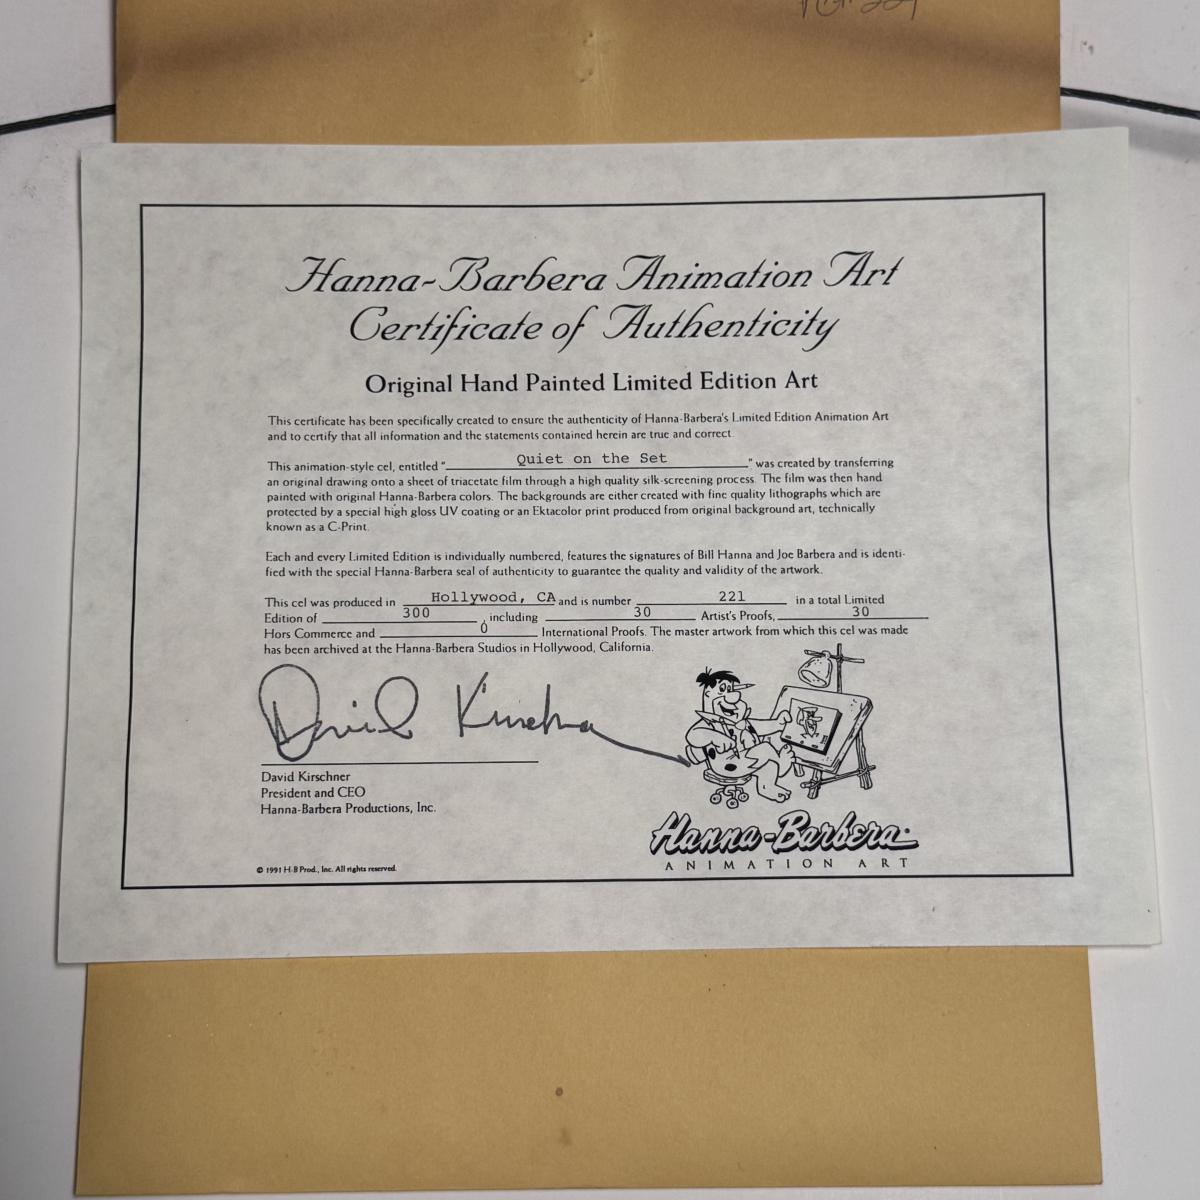 Hanna-Barbera Animation Art
Certificate of Authenticity
Original Hand Painted Limited Edition Art
This certificate has been specifically created to ensure the authenticity of Hanna-Barbera's Limited Edition Animation Art
and to certify that all information and the statements contained herein are true and correct.
This animation-style cel, entitled " Quiet on the Set " was created by transferring
an original drawing onto a sheet of triacetate film through a high quality silk-screening process. The film was then hand
painted with original Hanna-Barbera colors. The backgrounds are either created with fine quality lithographs which are
protected by a special high gloss UV coating or an Ektacolor print produced from original background art, technically
known as a C-Print.
Each and every Limited Edition is individually numbered, features the signatures of Bill Hanna and Joe Barbera and is identi-
fied with the special Hanna-Barbera seal of authenticity to guarantee the quality and validity of the artwork.
This cel was produced in Hollywood, CA and is number 221 in a total Limited
Edition of 300, including 30 Artist's Proofs, 30
Hors Commerce and 0 International Proofs. The master artwork from which this cel was made
has been archived at the Hanna-Barbera Studios in Hollywood, California.
David Kirschner
David Kirschner
President and CEO
Hanna-Barbera Productions, Inc.
© 1991 H-B Prod., Inc. All rights reserved.
Hanna-Barbera
ANIMATION ART